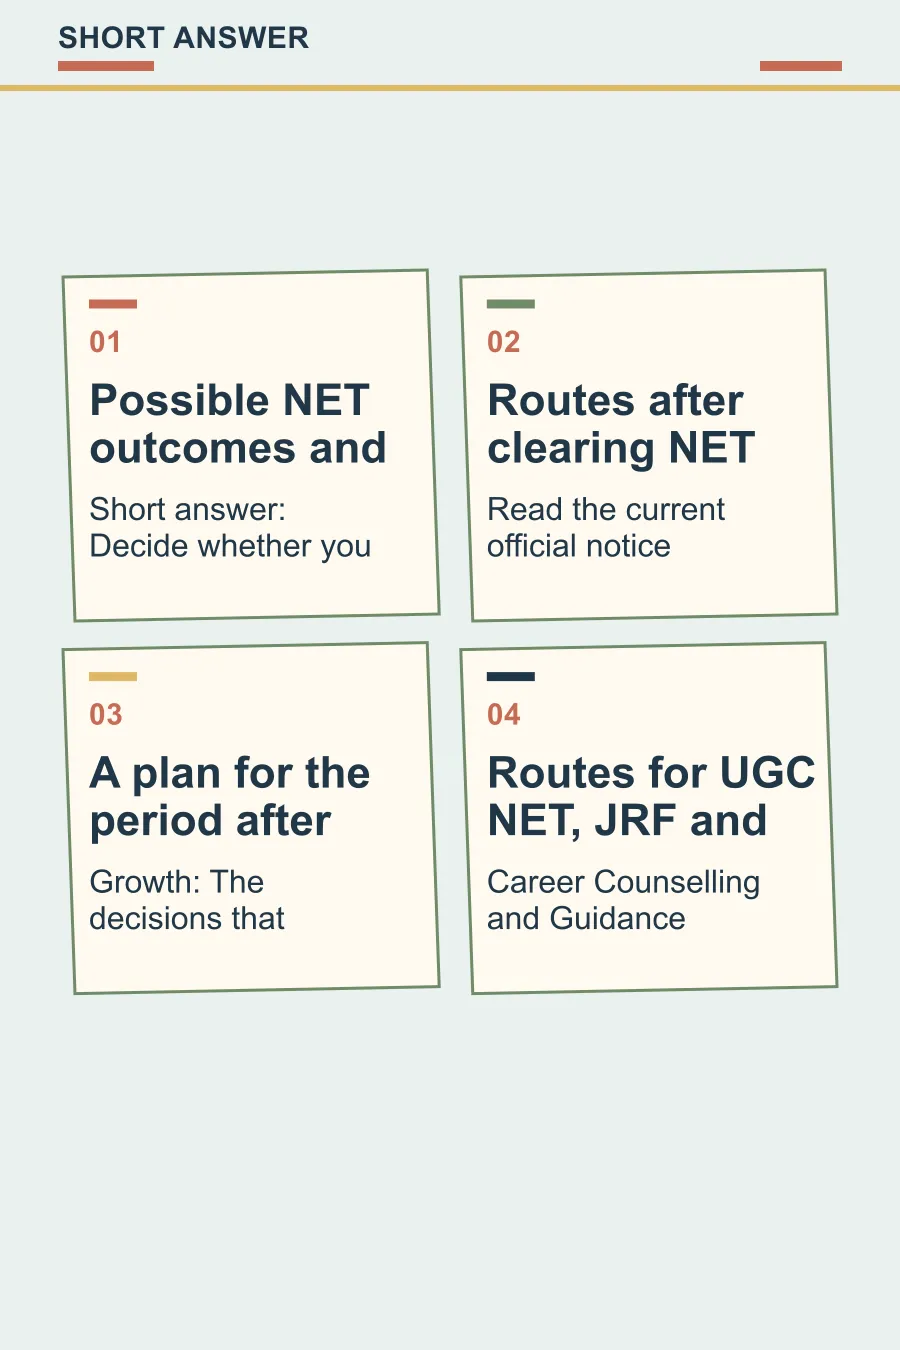 SHORT ANSWER
01
Possible NET
outcomes and
Short answer:
Decide whether you
02
Routes after
clearing NET
Read the current
official notice
03
A plan for the
period after
Growth: The
decisions that
04
Routes for UGC
NET, JRF and
Career Counselling
and Guidance